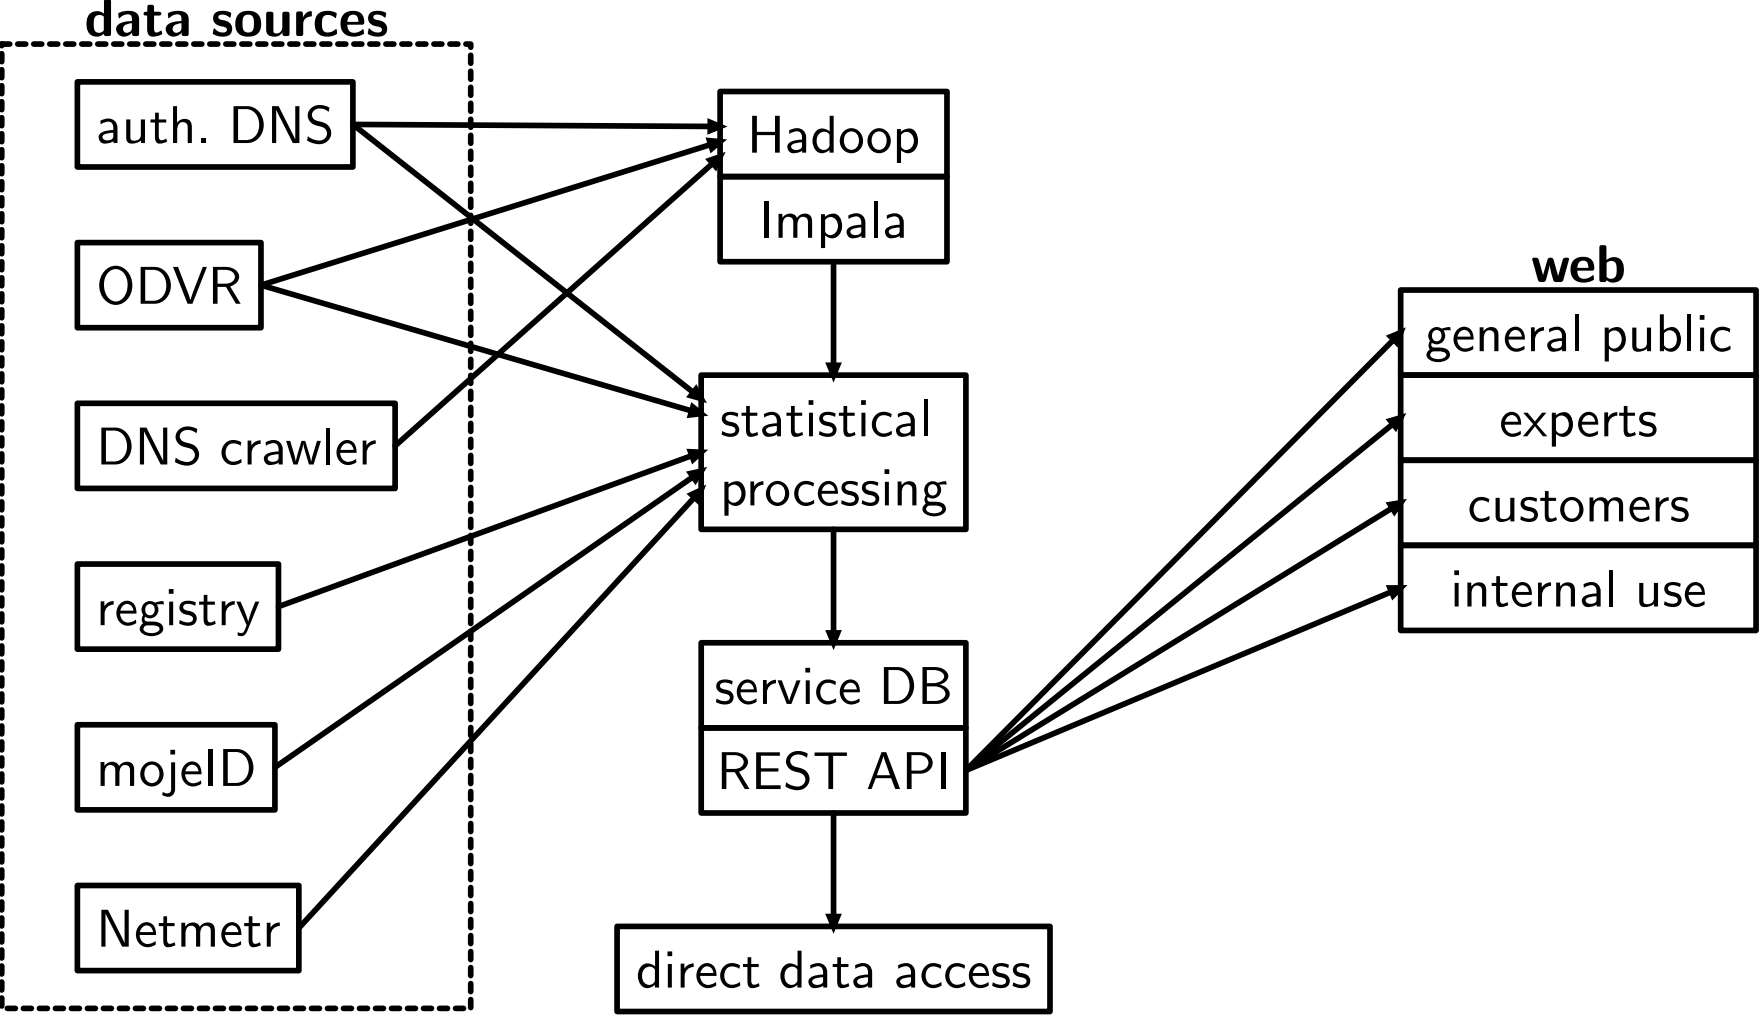 data sources
auth. DNS
ODVR
DNS crawler
registry
mojeID
Netmetr
Hadoop
Impala
statistical
processing
service DB
REST API
direct data access
web
general public
experts
customers
internal use